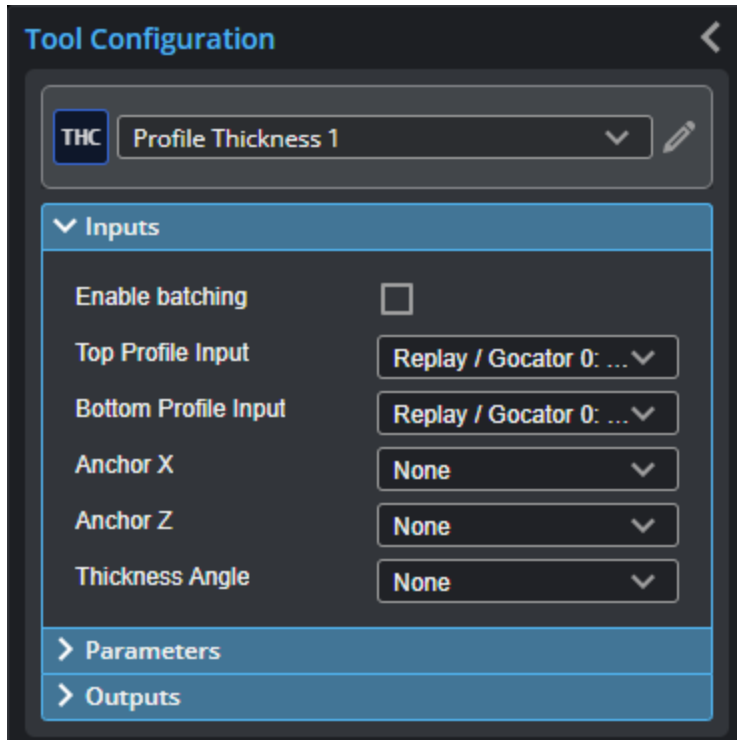 Tool Configuration
THC Profile Thickness 1
Inputs
Enable batching
Top Profile Input Replay / Gocator 0: ...
Bottom Profile Input Replay / Gocator 0: ...
Anchor X None
Anchor Z None
Thickness Angle None
Parameters
Outputs